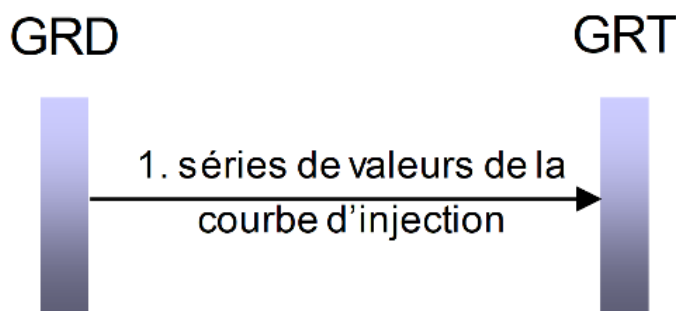 GRD GRT
1. séries de valeurs de la
courbe d'injection